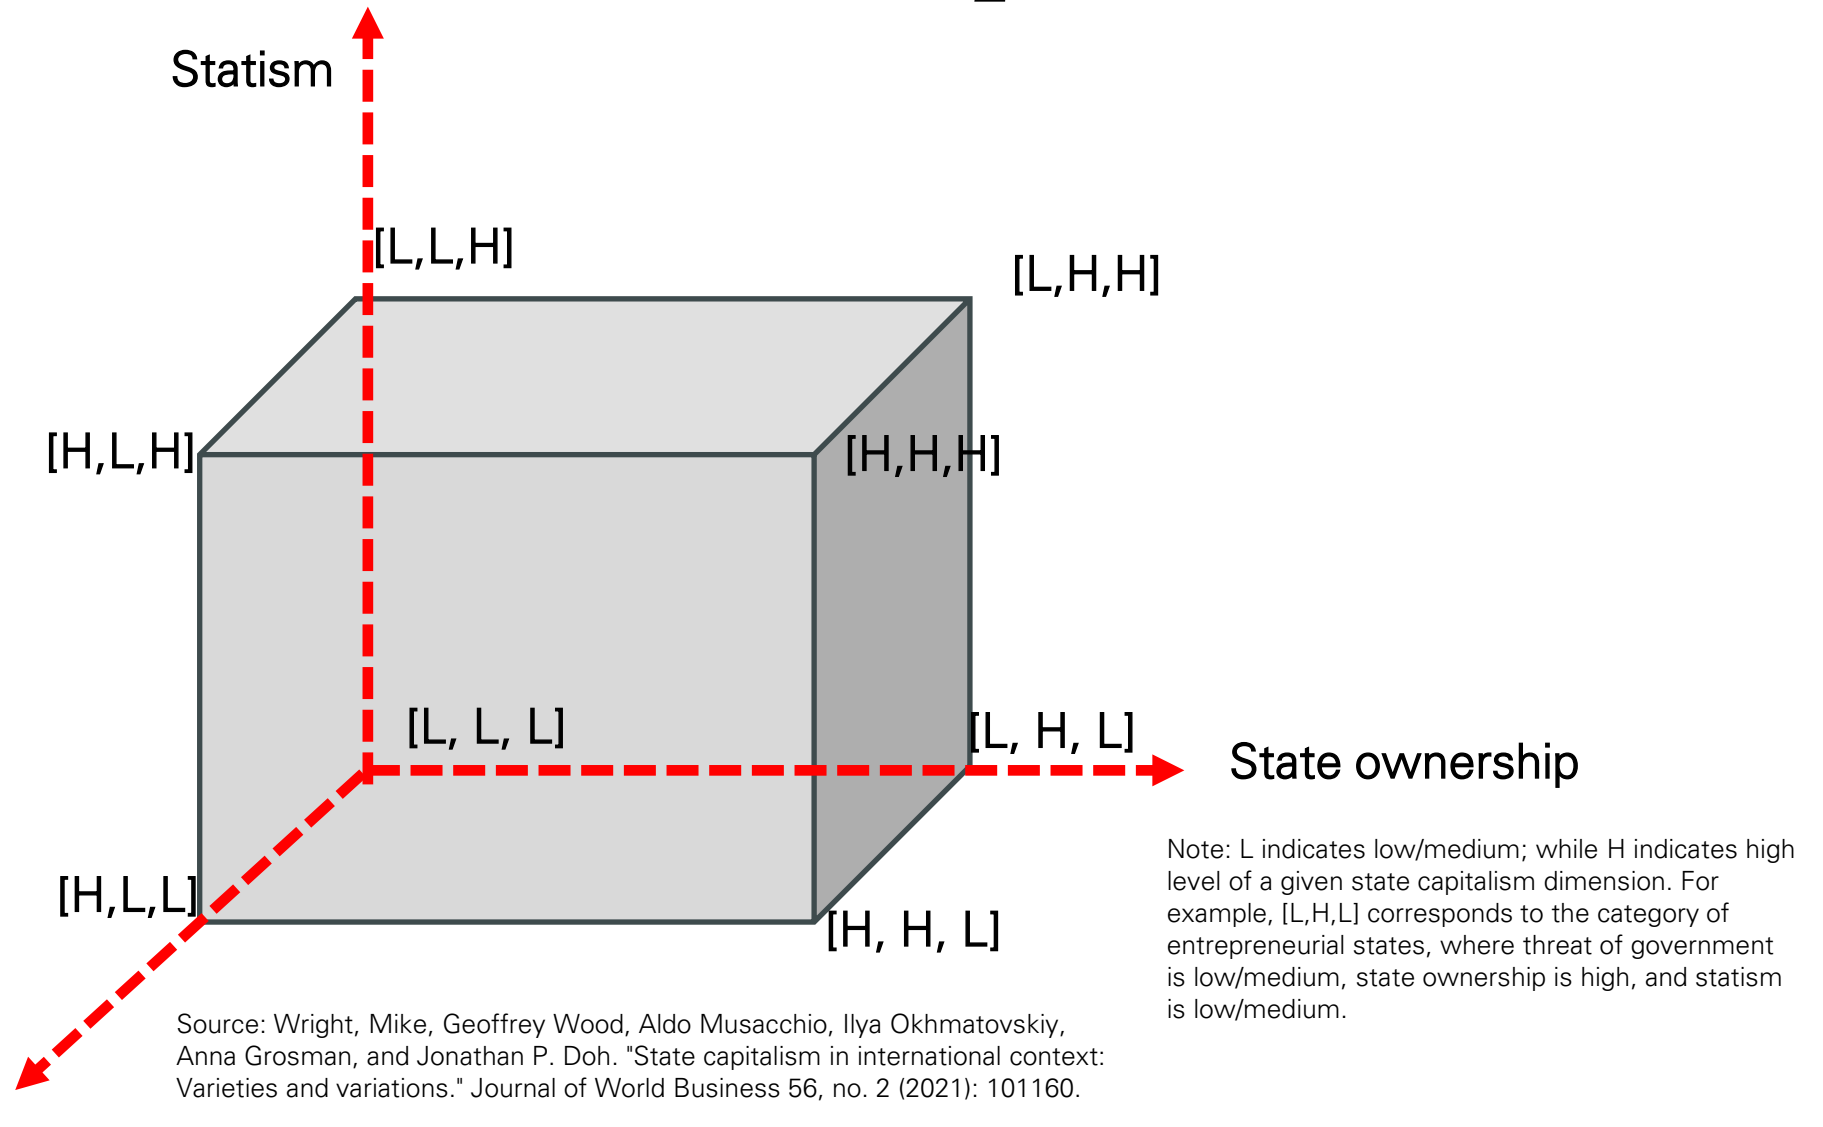 Statism
[L,L,H]
[L,H,H]
[H,L,H]
[H,H,H]
[L, L, L]
[L, H, L]
State ownership
[H,L,L]
[H, H, L]
Note: L indicates low/medium; while H indicates high
level of a given state capitalism dimension. For
example, [L,H,L] corresponds to the category of
entrepreneurial states, where threat of government
is low/medium, state ownership is high, and statism
is low/medium.
Source: Wright, Mike, Geoffrey Wood, Aldo Musacchio, Ilya Okhmatovskiy,
Anna Grosman, and Jonathan P. Doh. "State capitalism in international context:
Varieties and variations." Journal of World Business 56, no. 2 (2021): 101160.